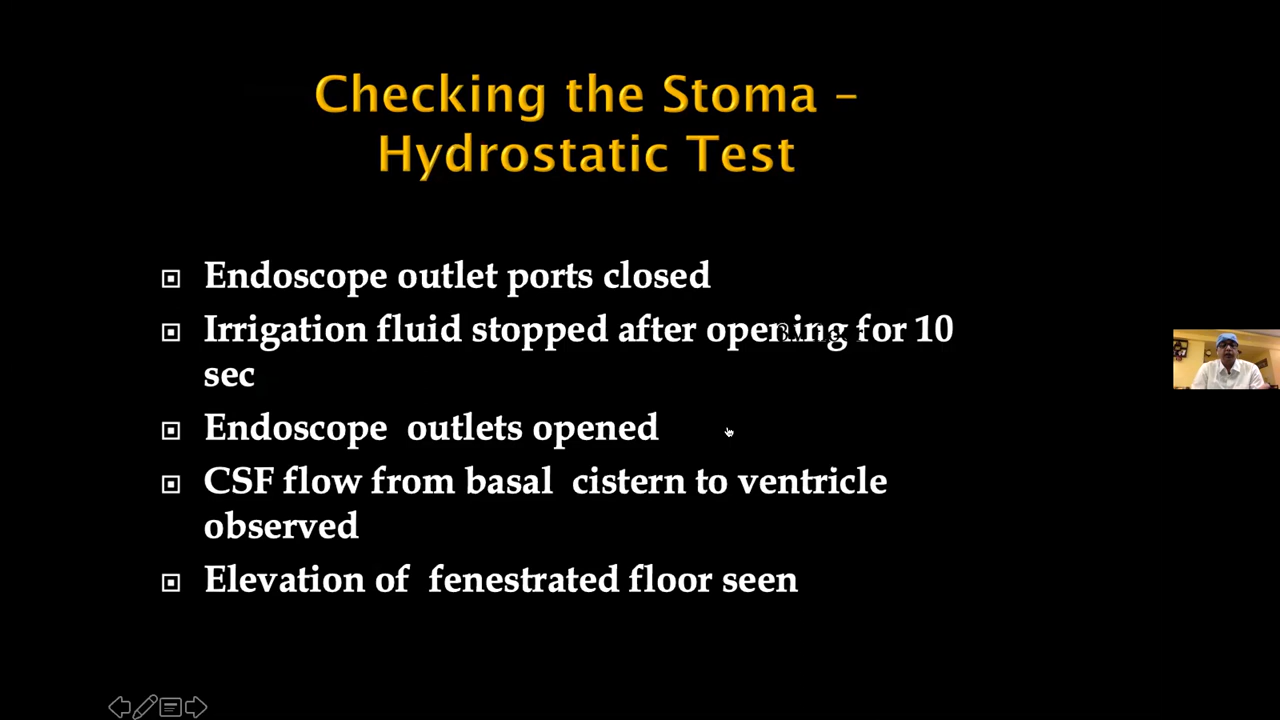 Checking the Stoma –
Hydrostatic Test
Endoscope outlet ports closed
Irrigation fluid stopped after opening for 10
sec
Endoscope outlets opened
CSF flow from basal cistern to ventricle
observed
Elevation of fenestrated floor seen